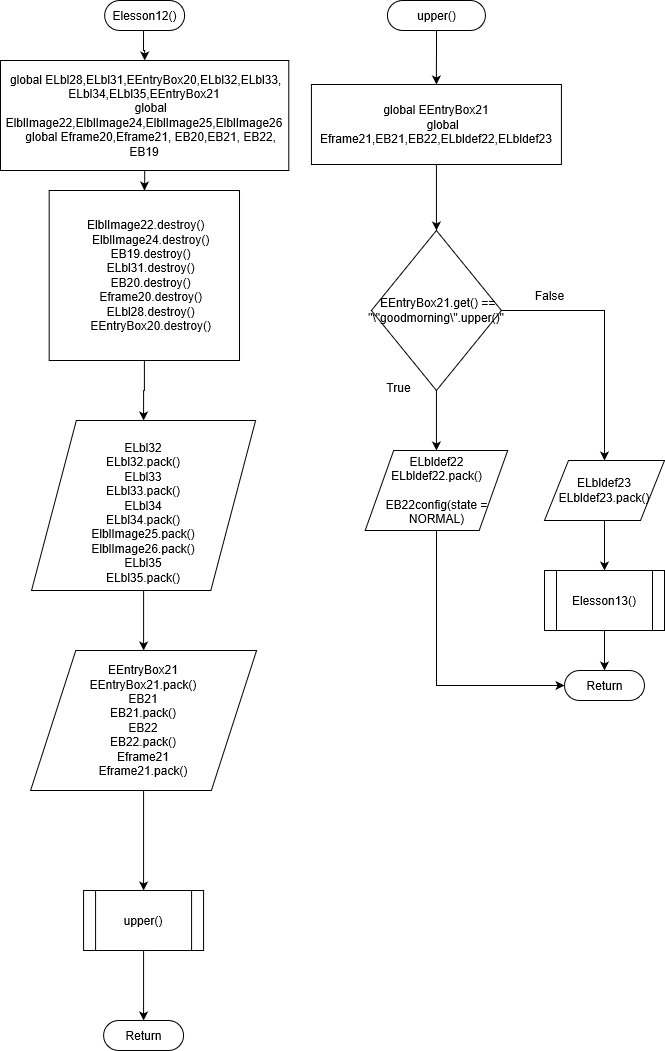 Elesson12()
global ELbl28,ELbl31,EEntryBox20,ELbl32,ELbl33,
ELbl34,ELbl35,EEntryBox21
global
ElblImage22,ElblImage24,ElblImage25,ElblImage26
global Eframe20,Eframe21, EB20,EB21, EB22,
EB19
ElblImage22.destroy()
ElblImage24.destroy()
EB19.destroy()
ELbl31.destroy()
EB20.destroy()
Eframe20.destroy()
ELbl28.destroy()
EEntryBox20.destroy()
ELbl32
ELbl32.pack()
ELbl33
ELbl33.pack()
ELbl34
ELbl34.pack()
ElblImage25.pack()
ElblImage26.pack()
ELbl35
ELbl35.pack()
EEntryBox21
EEntryBox21.pack()
EB21
EB21.pack()
EB22
EB22.pack()
Eframe21
Eframe21.pack()
upper()
Return
upper()
global EEntryBox21
global
Eframe21,EB21,EB22,ELbldef22,ELbldef23
EEntryBox21.get() ==
"\"goodmorning\".upper()"
False
True
ELbldef22
ELbldef22.pack()
EB22config(state =
NORMAL)
ELbldef23
ELbldef23.pack()
Elesson13()
Return